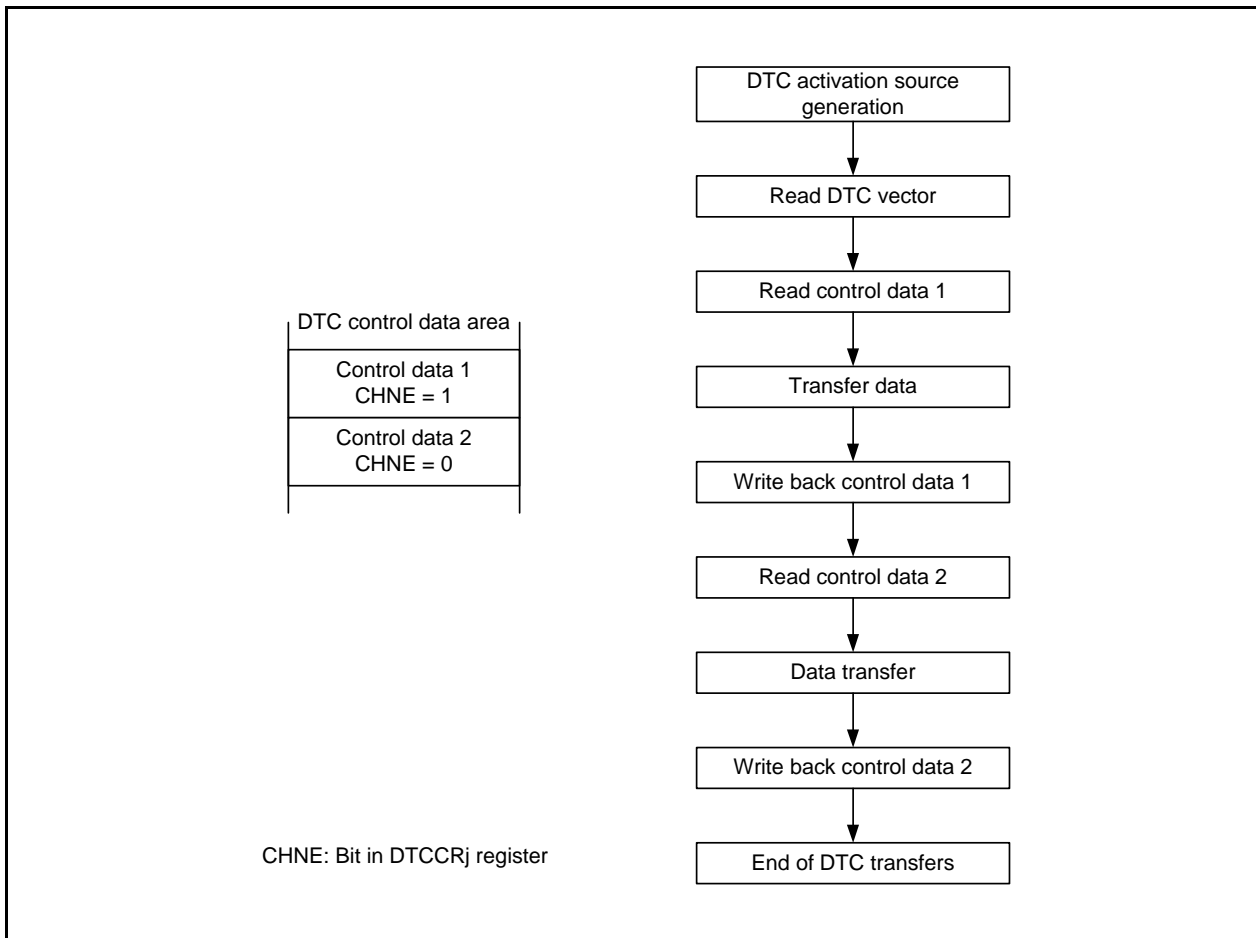 DTC activation source
generation
Read DTC vector
Read control data 1
Transfer data
Write back control data 1
Read control data 2
Data transfer
Write back control data 2
End of DTC transfers
DTC control data area
Control data 1
CHNE = 1
Control data 2
CHNE = 0
CHNE: Bit in DTCCRj register